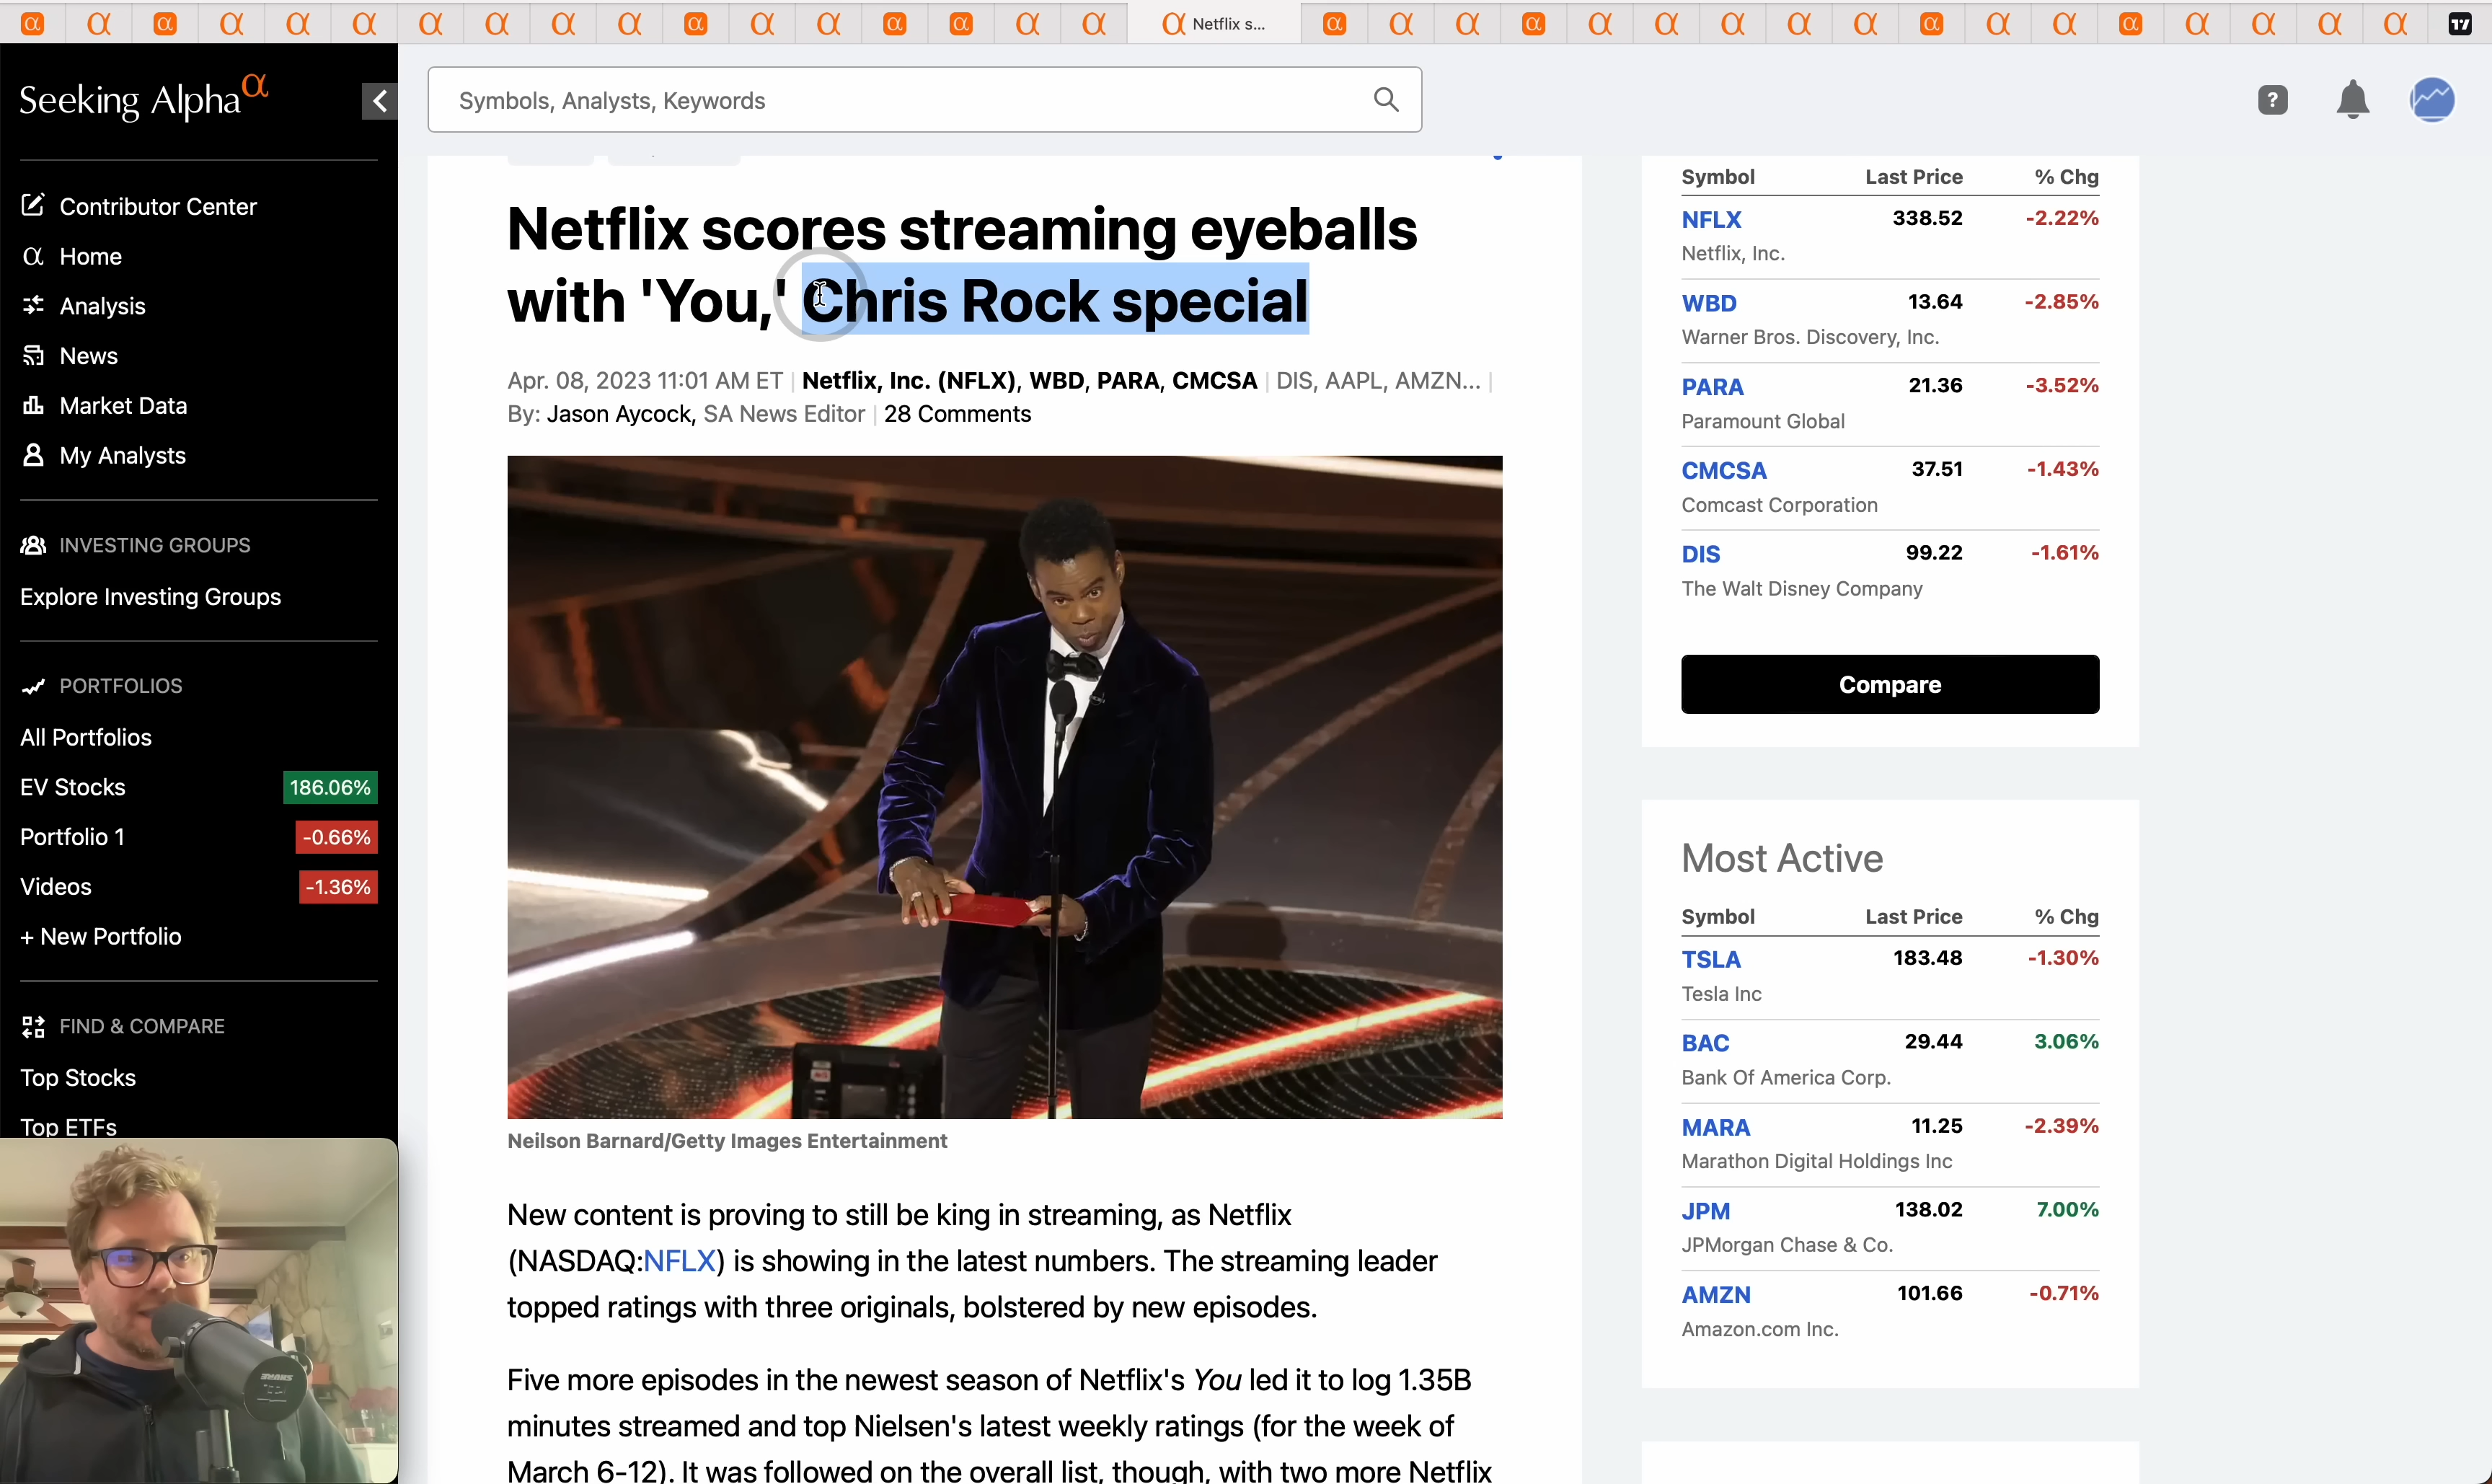 Netflix s...
Seeking Alpha α
Symbols, Analysts, Keywords
?
Contributor Center
Home
Analysis
News
Market Data
My Analysts
INVESTING GROUPS
Explore Investing Groups
PORTFOLIOS
All Portfolios
EV Stocks 186.06%
Portfolio 1 -0.66%
Videos -1.36%
+ New Portfolio
FIND & COMPARE
Top Stocks
Top ETFs
Netflix scores streaming eyeballs
with 'You,' Chris Rock special
Apr. 08, 2023 11:01 AM ET | Netflix, Inc. (NFLX), WBD, PARA, CMCSA | DIS, AAPL, AMZN... |
By: Jason Aycock, SA News Editor | 28 Comments
Neilson Barnard/Getty Images Entertainment
New content is proving to still be king in streaming, as Netflix
(NASDAQ:NFLX) is showing in the latest numbers. The streaming leader
topped ratings with three originals, bolstered by new episodes.
Five more episodes in the newest season of Netflix's You led it to log 1.35B
minutes streamed and top Nielsen's latest weekly ratings (for the week of
March 6-12). It was followed on the overall list, though, with two more Netflix
Symbol Last Price % Chg
NFLX 338.52 -2.22%
Netflix, Inc.
WBD 13.64 -2.85%
Warner Bros. Discovery, Inc.
PARA 21.36 -3.52%
Paramount Global
CMCSA 37.51 -1.43%
Comcast Corporation
DIS 99.22 -1.61%
The Walt Disney Company
Compare
Most Active
Symbol Last Price % Chg
TSLA 183.48 -1.30%
Tesla Inc
BAC 29.44 3.06%
Bank Of America Corp.
MARA 11.25 -2.39%
Marathon Digital Holdings Inc
JPM 138.02 7.00%
JPMorgan Chase & Co.
AMZN 101.66 -0.71%
Amazon.com Inc.